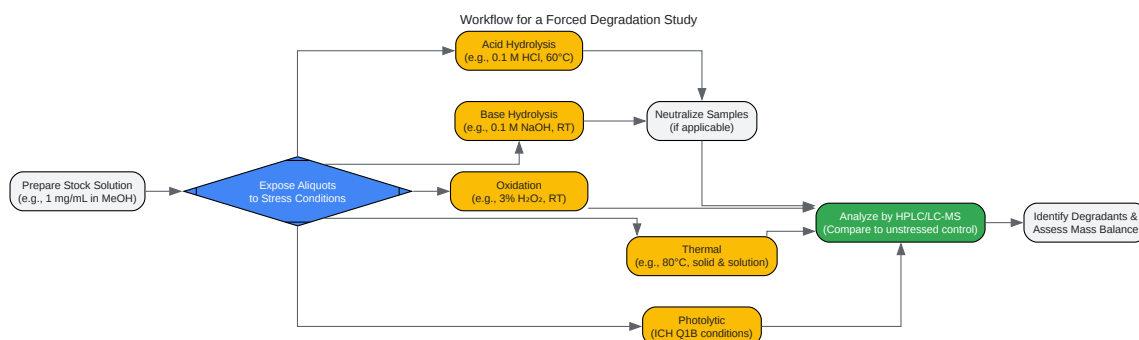 Workflow for a Forced Degradation Study
Acid Hydrolysis
(e.g., 0.1 M HCl, 60°C)
Base Hydrolysis
(e.g., 0.1 M NaOH, RT)
Neutralize Samples
(if applicable)
Prepare Stock Solution
(e.g., 1 mg/mL in MeOH)
Expose Aliquots
to Stress Conditions
Oxidation
(e.g., 3% H₂O₂, RT)
Analyze by HPLC/LC-MS
(Compare to unstressed control)
Identify Degradants &
Assess Mass Balance
Thermal
(e.g., 80°C, solid & solution)
Photolytic
(ICH Q1B conditions)